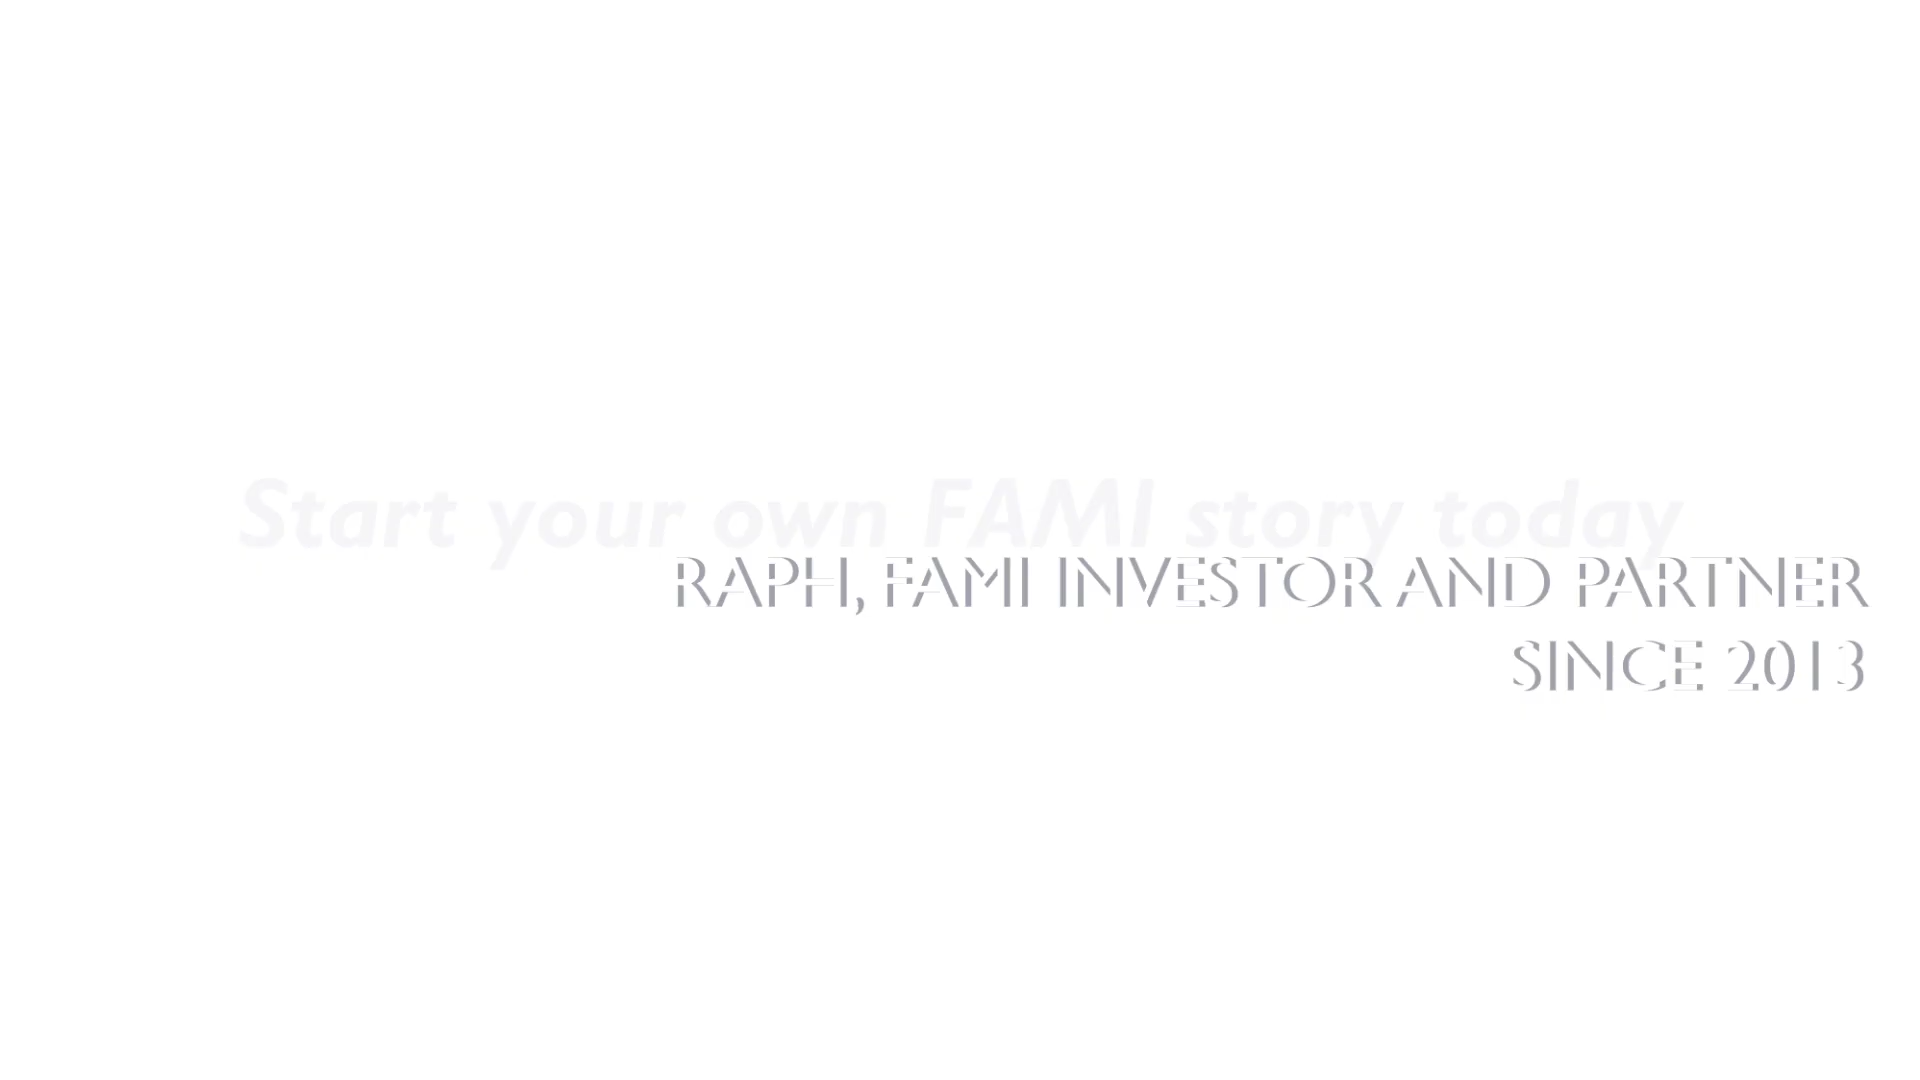 Start your own FAMI story today
RAPH, FAMI INVESTOR AND PARTNER
SINCE 2013